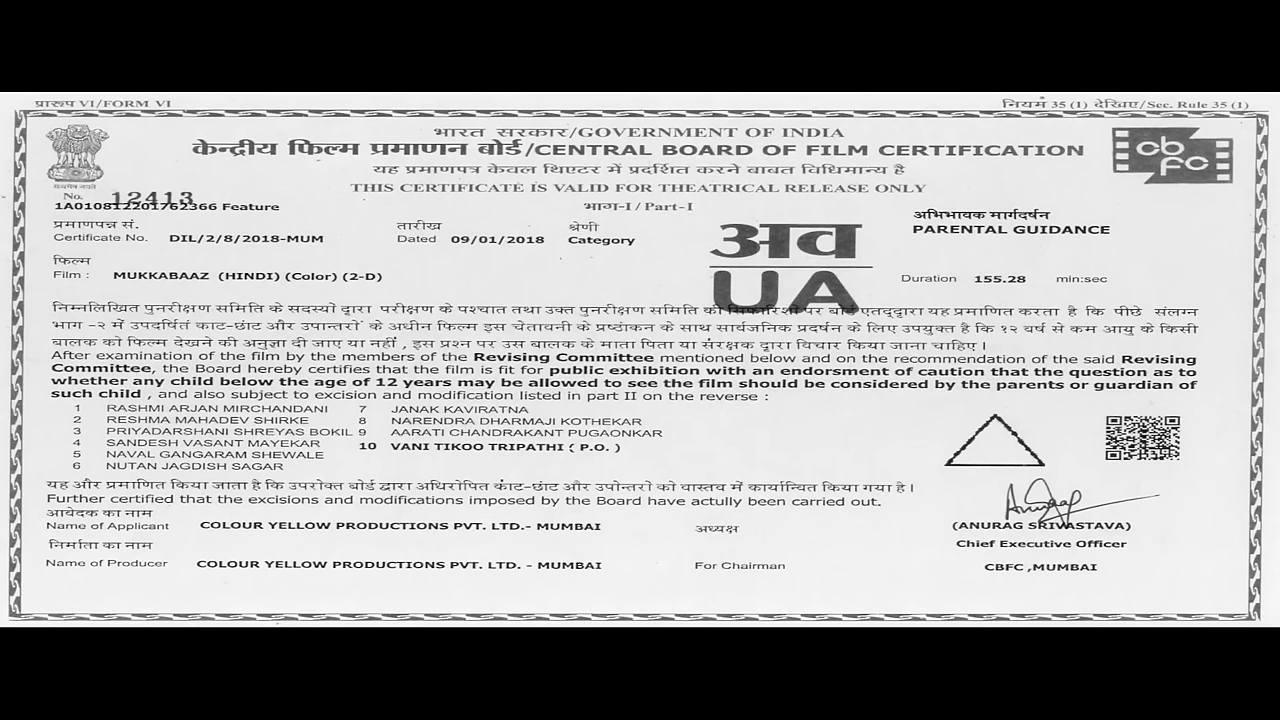 प्रारूप VI/FORM VI
नियम 35 (1) देखिए/Sec. Rule 35 (1)
भारत सरकार/GOVERNMENT OF INDIA
केन्द्रीय फिल्म प्रमाणन बोर्ड/CENTRAL BOARD OF FILM CERTIFICATION
cb
fc
यह प्रमाणपत्र केवल थिएटर में प्रदर्शित करने बाबत विधिमान्य है
THIS CERTIFICATE IS VALID FOR THEATRICAL RELEASE ONLY
सत्यमेव जयते
No. 12413
1A010812201762366 Feature
भाग-I / Part-I
प्रमाणपत्र सं.
Certificate No. DIL/2/8/2018-MUM
तारीख
Dated 09/01/2018
श्रेणी
Category
अव
UA
अभिभावक मार्गदर्षन
PARENTAL GUIDANCE
फिल्म
Film : MUKKABAAZ (HINDI) (Color) (2-D)
Duration 155.28 min:sec
निम्नलिखित पुनरीक्षण समिति के सदस्यों द्वारा परीक्षण के पश्चात तथा उक्त पुनरीक्षण समिति की सिफारिशों पर बोर्ड एतद्द्वारा यह प्रमाणित करता है कि पीछे संलग्न
भाग -२ में उपदर्षित काट-छांट और उपान्तरों के अधीन फिल्म इस चेतावनी के प्रष्ठांकन के साथ सार्वजनिक प्रदर्षन के लिए उपयुक्त है कि १२ वर्ष से कम आयु के किसी
बालक को फिल्म देखने की अनुज्ञा दी जाए या नहीं , इस प्रश्न पर उस बालक के माता पिता या संरक्षक द्वारा विचार किया जाना चाहिए ।
After examination of the film by the members of the Revising Committee mentioned below and on the recommendation of the said Revising
Committee, the Board hereby certifies that the film is fit for public exhibition with an endorsment of caution that the question as to
whether any child below the age of 12 years may be allowed to see the film should be considered by the parents or guardian of
such child , and also subject to excision and modification listed in part II on the reverse :
1 RASHMI ARJAN MIRCHANDANI 7 JANAK KAVIRATNA
2 RESHMA MAHADEV SHIRKE 8 NARENDRA DHARMAJI KOTHEKAR
3 PRIYADARSHANI SHREYAS BOKIL 9 AARATI CHANDRAKANT PUGAONKAR
4 SANDESH VASANT MAYEKAR 10 VANI TIKOO TRIPATHI ( P.O. )
5 NAVAL GANGARAM SHEWALE
6 NUTAN JAGDISH SAGAR
यह और प्रमाणित किया जाता है कि उपरोक्त बोर्ड द्वारा अधिरोपित काट-छांट और उपोन्तरों को वास्तव में कार्यान्वित किया गया है ।
Further certified that the excisions and modifications imposed by the Board have actully been carried out.
आवेदक का नाम
Name of Applicant COLOUR YELLOW PRODUCTIONS PVT. LTD.- MUMBAI
अध्यक्ष
(ANURAG SRIVASTAVA)
निर्माता का नाम
Chief Executive Officer
Name of Producer COLOUR YELLOW PRODUCTIONS PVT. LTD. - MUMBAI
For Chairman
CBFC ,MUMBAI